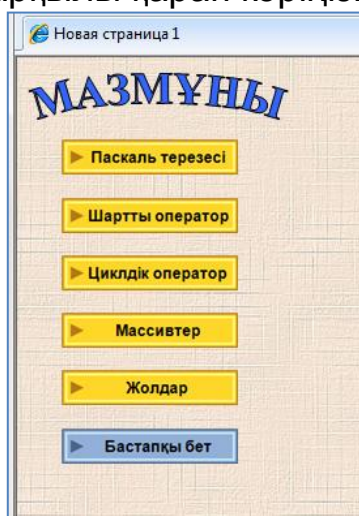 Новая страница 1
МАЗМҰНЫ
Паскаль терезесі
Шартты оператор
Циклдік оператор
Массивтер
Жолдар
Бастапқы бет